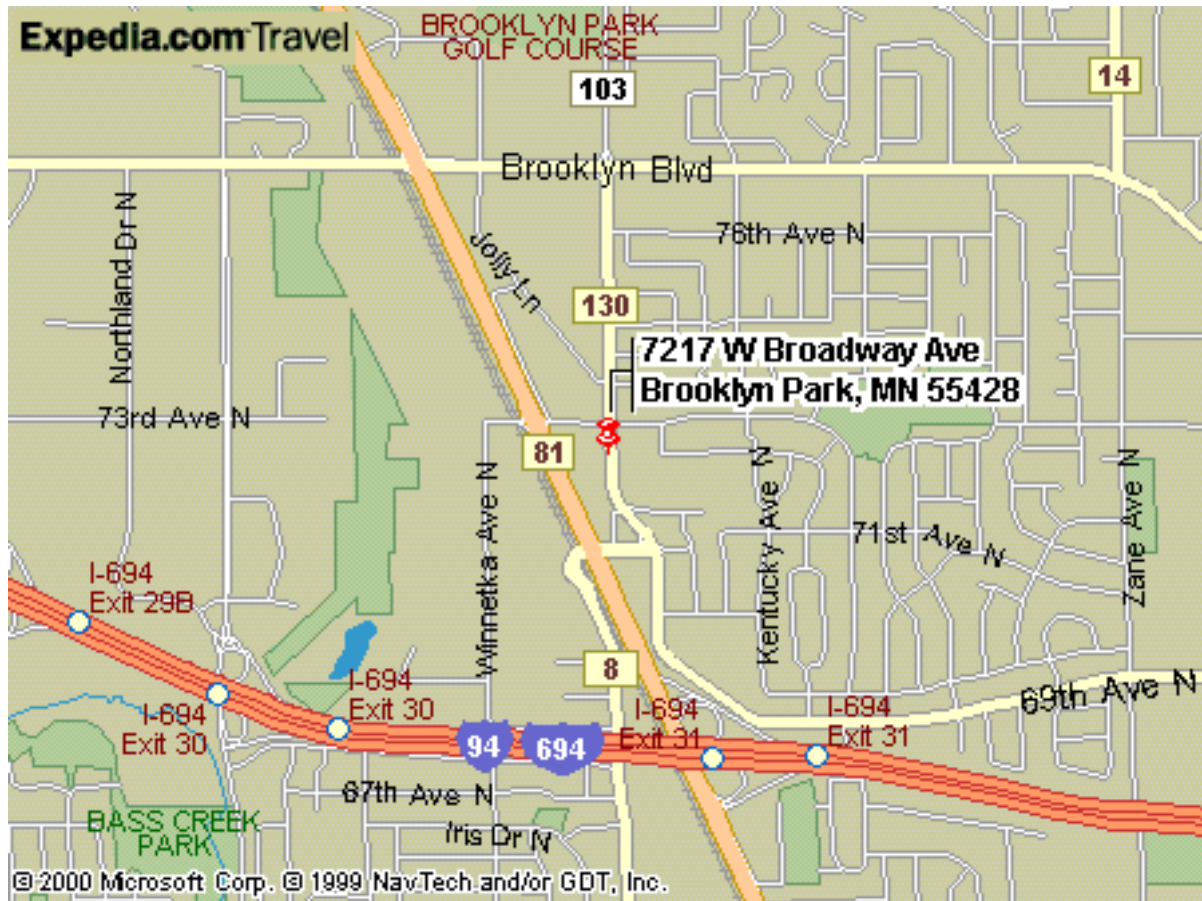 Expedia.com Travel
BROOKLYN PARK
GOLF COURSE
103
14
Brooklyn Blvd
Northland Dr N
76th Ave N
Jolly Ln
130
7217 W Broadway Ave
Brooklyn Park, MN 55428
73rd Ave N
81
Winnetka Ave N
Kentucky Ave N
71st Ave N
Zane Ave N
I-694
Exit 29B
8
69th Ave N
I-694
Exit 30
I-694
Exit 30
I-694
Exit 31
I-694
Exit 31
94
694
67th Ave N
BASS CREEK
PARK
Iris Dr N
© 2000 Microsoft Corp. © 1999 NavTech and/or GDT, Inc.